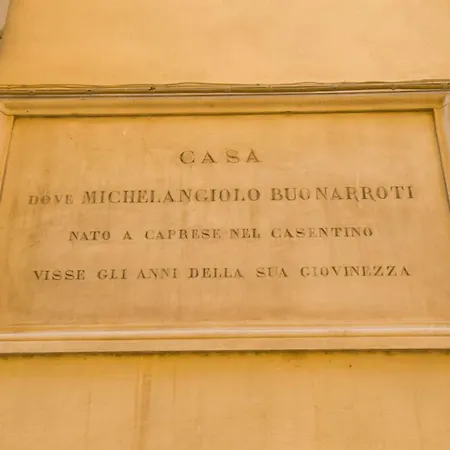 CASA
DOVE MICHELANGIOLO BUONARROTI
NATO A CAPRESE NEL CASENTINO
VISSE GLI ANNI DELLA SUA GIOVINEZZA